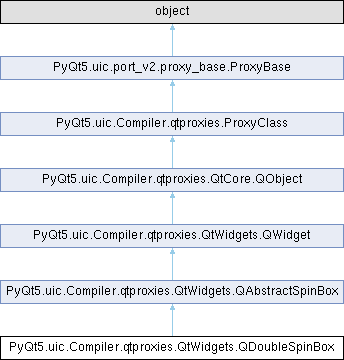 object
PyQt5.uic.port_v2.proxy_base.ProxyBase
PyQt5.uic.Compiler.qtproxies.ProxyClass
PyQt5.uic.Compiler.qtproxies.QtCore.QObject
PyQt5.uic.Compiler.qtproxies.QtWidgets.QWidget
PyQt5.uic.Compiler.qtproxies.QtWidgets.QAbstractSpinBox
PyQt5.uic.Compiler.qtproxies.QtWidgets.QDoubleSpinBox